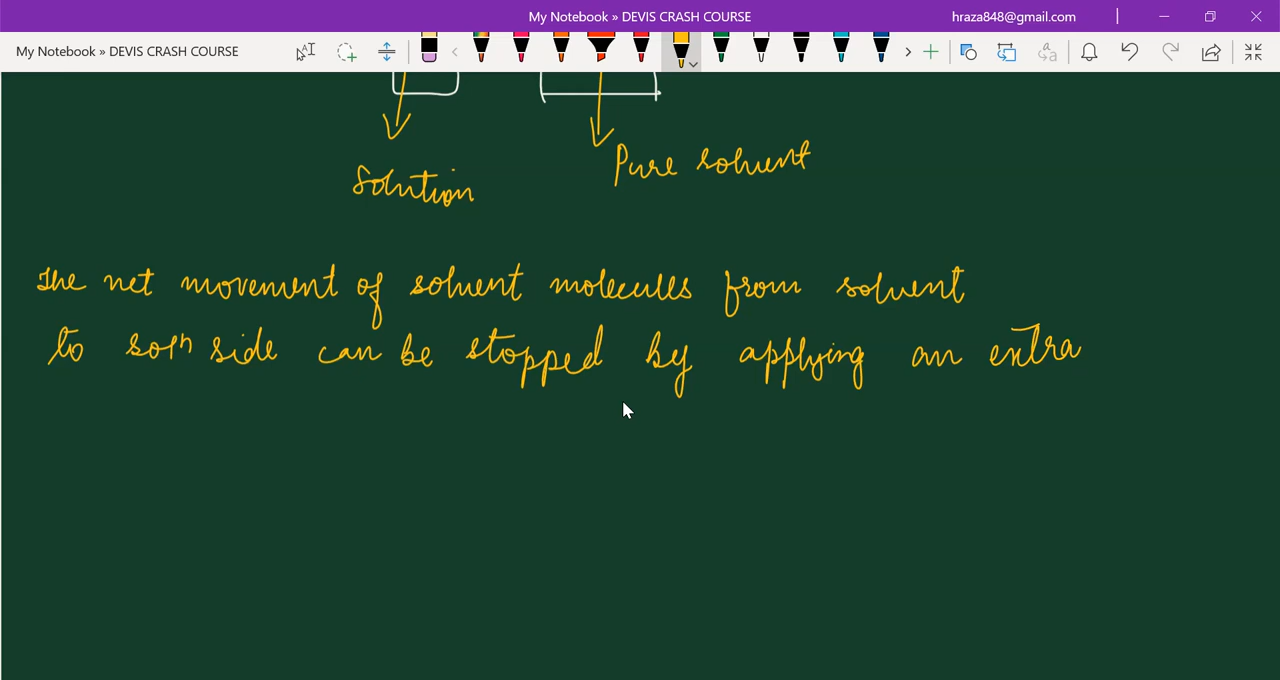 My Notebook » DEVIS CRASH COURSE
hraza848@gmail.com
My Notebook » DEVIS CRASH COURSE
Solution
Pure solvent
The net movement of solvent molecules from solvent
to solⁿ side can be stopped by applying an extra